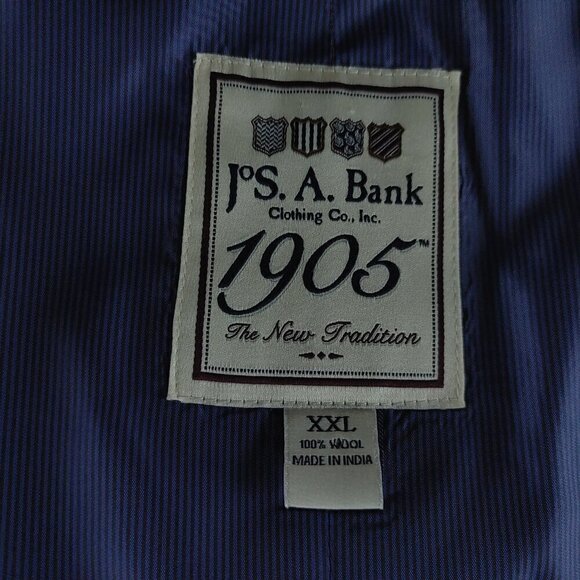 JoS. A. Bank
Clothing Co., Inc.
1905™
The New Tradition
XXL
100% WOOL
MADE IN INDIA